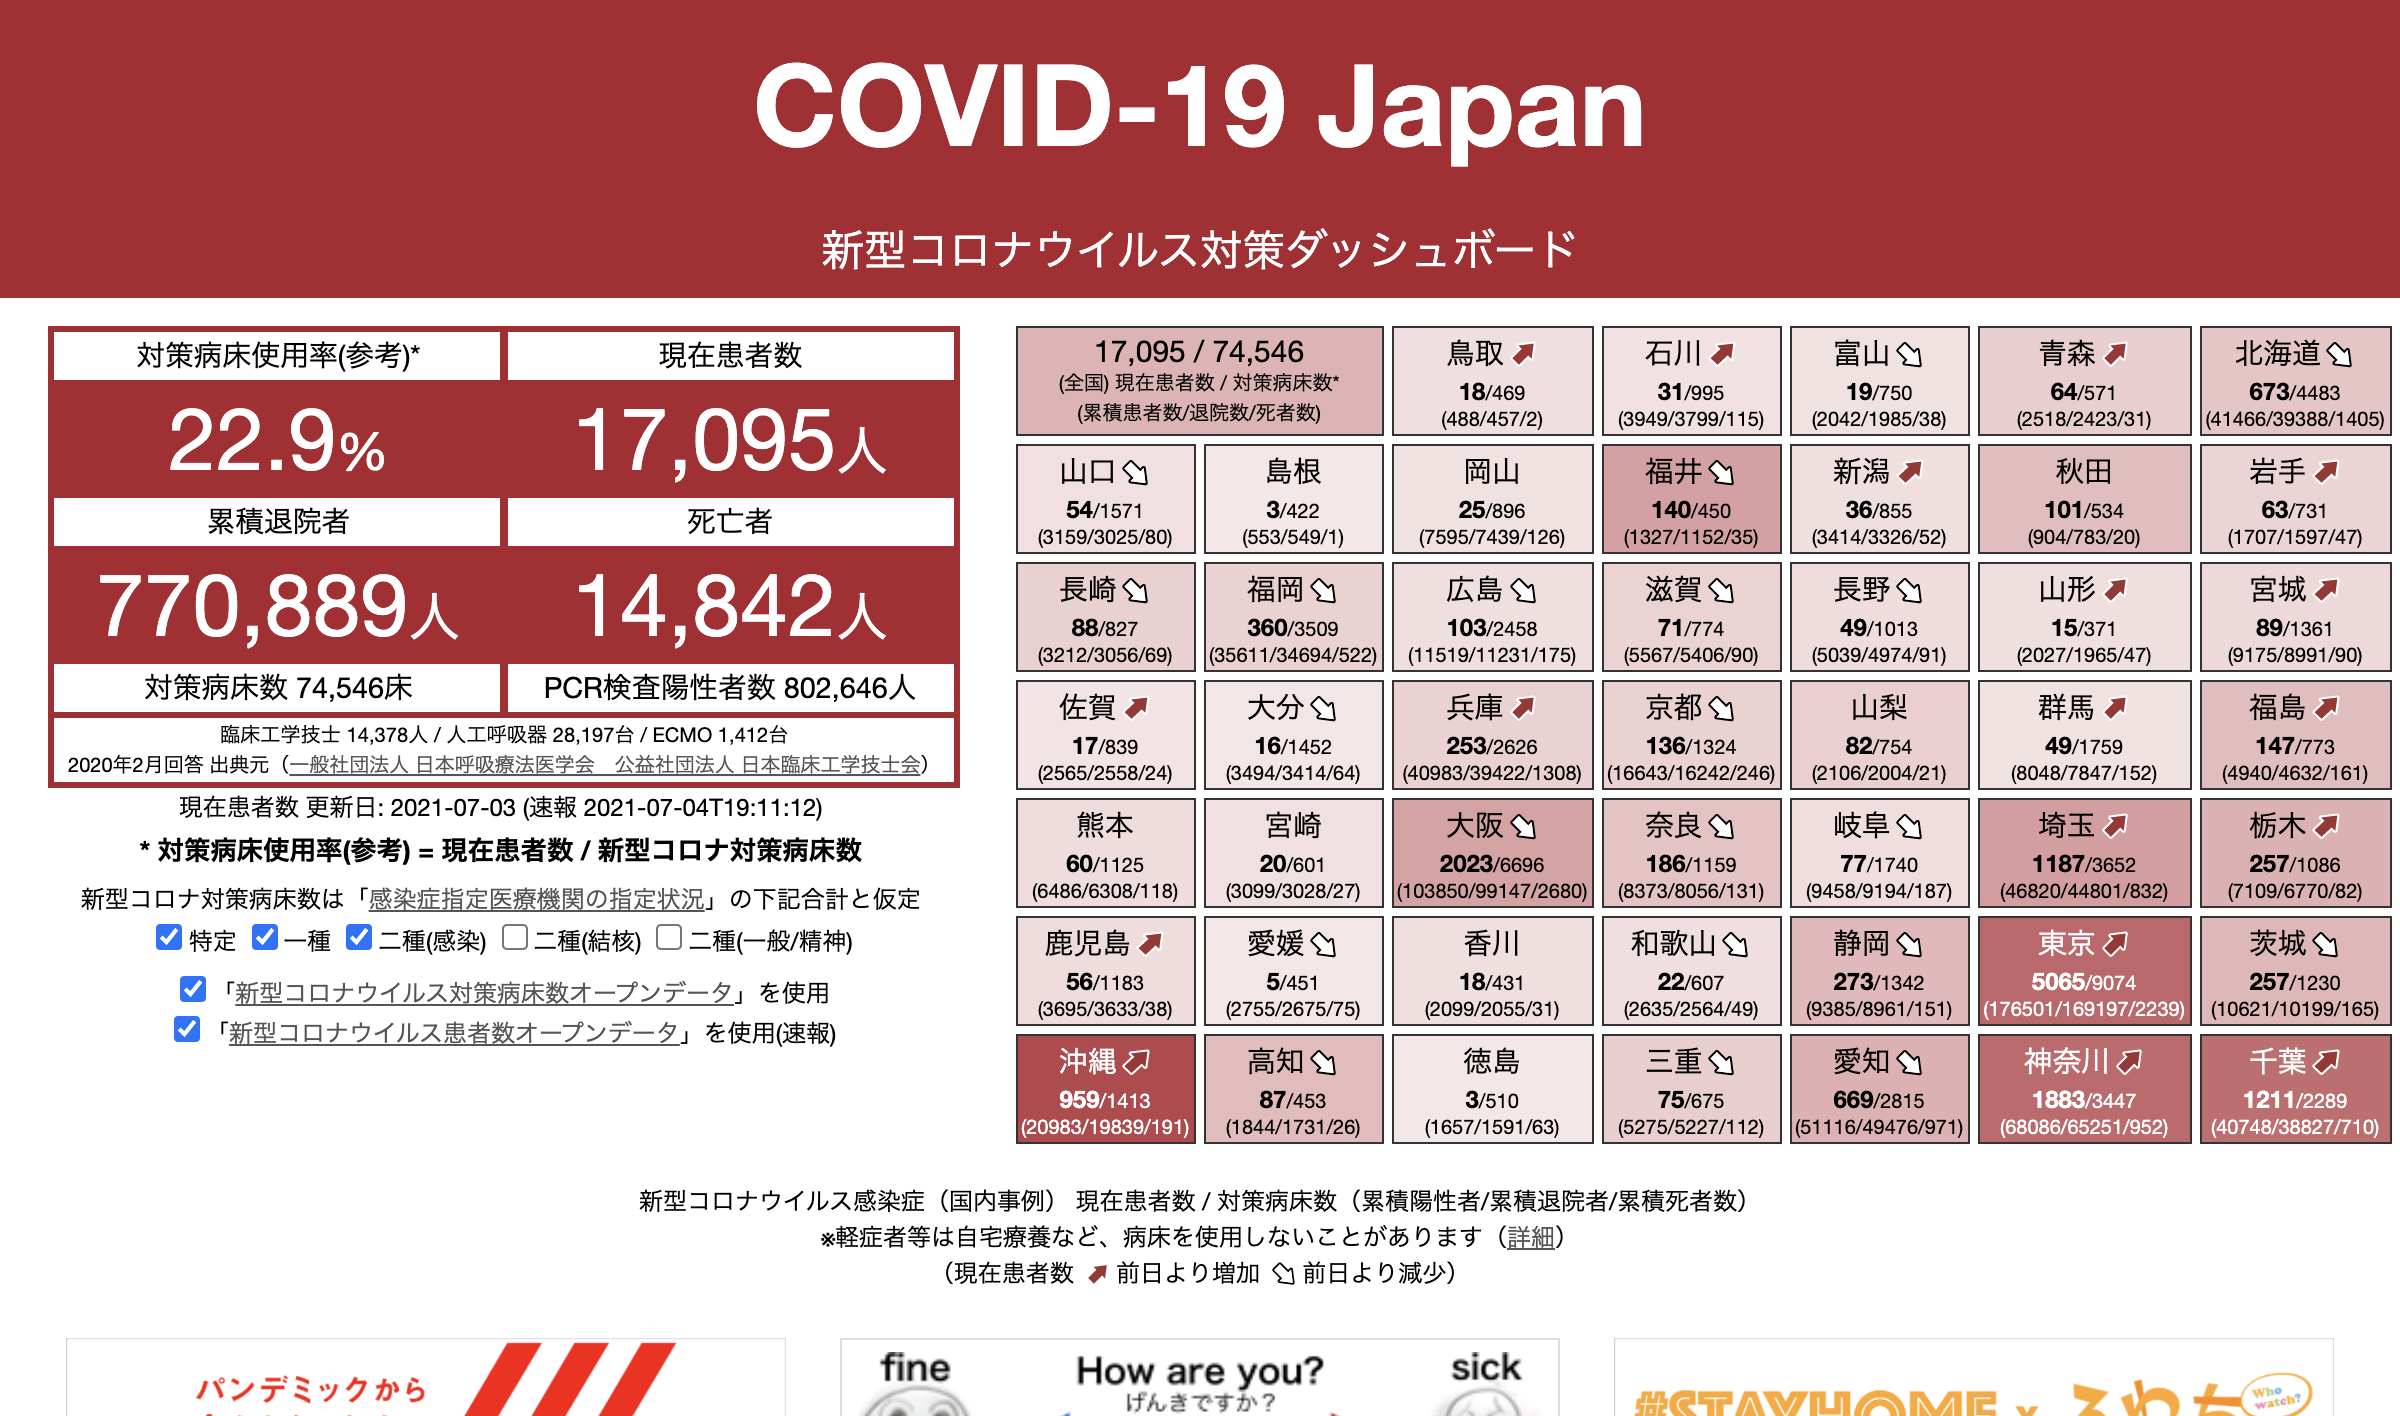 COVID-19 Japan
新型コロナウイルス対策ダッシュボード
対策病床使用率(参考)*
現在患者数
22.9%
17,095人
累積退院者
死亡者
770,889人
14,842人
対策病床数 74,546床
PCR検査陽性者数 802,646人
臨床工学技士 14,378人 / 人工呼吸器 28,197台 / ECMO 1,412台
2020年2月回答 出典元（一般社団法人 日本呼吸療法医学会　公益社団法人 日本臨床工学技士会）
現在患者数 更新日: 2021-07-03 (速報 2021-07-04T19:11:12)
* 対策病床使用率(参考) = 現在患者数 / 新型コロナ対策病床数
新型コロナ対策病床数は「感染症指定医療機関の指定状況」の下記合計と仮定
特定 一種 二種(感染) 二種(結核) 二種(一般/精神)
「新型コロナウイルス対策病床数オープンデータ」を使用
「新型コロナウイルス患者数オープンデータ」を使用(速報)
17,095 / 74,546
(全国) 現在患者数 / 対策病床数*
(累積患者数/退院数/死者数)
鳥取
18/469
(488/457/2)
石川
31/995
(3949/3799/115)
富山
19/750
(2042/1985/38)
青森
64/571
(2518/2423/31)
北海道
673/4483
(41466/39388/1405)
山口
54/1571
(3159/3025/80)
島根
3/422
(553/549/1)
岡山
25/896
(7595/7439/126)
福井
140/450
(1327/1152/35)
新潟
36/855
(3414/3326/52)
秋田
101/534
(904/783/20)
岩手
63/731
(1707/1597/47)
長崎
88/827
(3212/3056/69)
福岡
360/3509
(35611/34694/522)
広島
103/2458
(11519/11231/175)
滋賀
71/774
(5567/5406/90)
長野
49/1013
(5039/4974/91)
山形
15/371
(2027/1965/47)
宮城
89/1361
(9175/8991/90)
佐賀
17/839
(2565/2558/24)
大分
16/1452
(3494/3414/64)
兵庫
253/2626
(40983/39422/1308)
京都
136/1324
(16643/16242/246)
山梨
82/754
(2106/2004/21)
群馬
49/1759
(8048/7847/152)
福島
147/773
(4940/4632/161)
熊本
60/1125
(6486/6308/118)
宮崎
20/601
(3099/3028/27)
大阪
2023/6696
(103850/99147/2680)
奈良
186/1159
(8373/8056/131)
岐阜
77/1740
(9458/9194/187)
埼玉
1187/3652
(46820/44801/832)
栃木
257/1086
(7109/6770/82)
鹿児島
56/1183
(3695/3633/38)
愛媛
5/451
(2755/2675/75)
香川
18/431
(2099/2055/31)
和歌山
22/607
(2635/2564/49)
静岡
273/1342
(9385/8961/151)
東京
5065/9074
(176501/169197/2239)
茨城
257/1230
(10621/10199/165)
沖縄
959/1413
(20983/19839/191)
高知
87/453
(1844/1731/26)
徳島
3/510
(1657/1591/63)
三重
75/675
(5275/5227/112)
愛知
669/2815
(51116/49476/971)
神奈川
1883/3447
(68086/65251/952)
千葉
1211/2289
(40748/38827/710)
新型コロナウイルス感染症（国内事例） 現在患者数 / 対策病床数（累積陽性者/累積退院者/累積死者数）
※軽症者等は自宅療養など、病床を使用しないことがあります（詳細）
（現在患者数 前日より増加 前日より減少）
パンデミックから
fine
How are you?
げんきですか？
sick
#STAYHOME x ふわっち
Who watch?